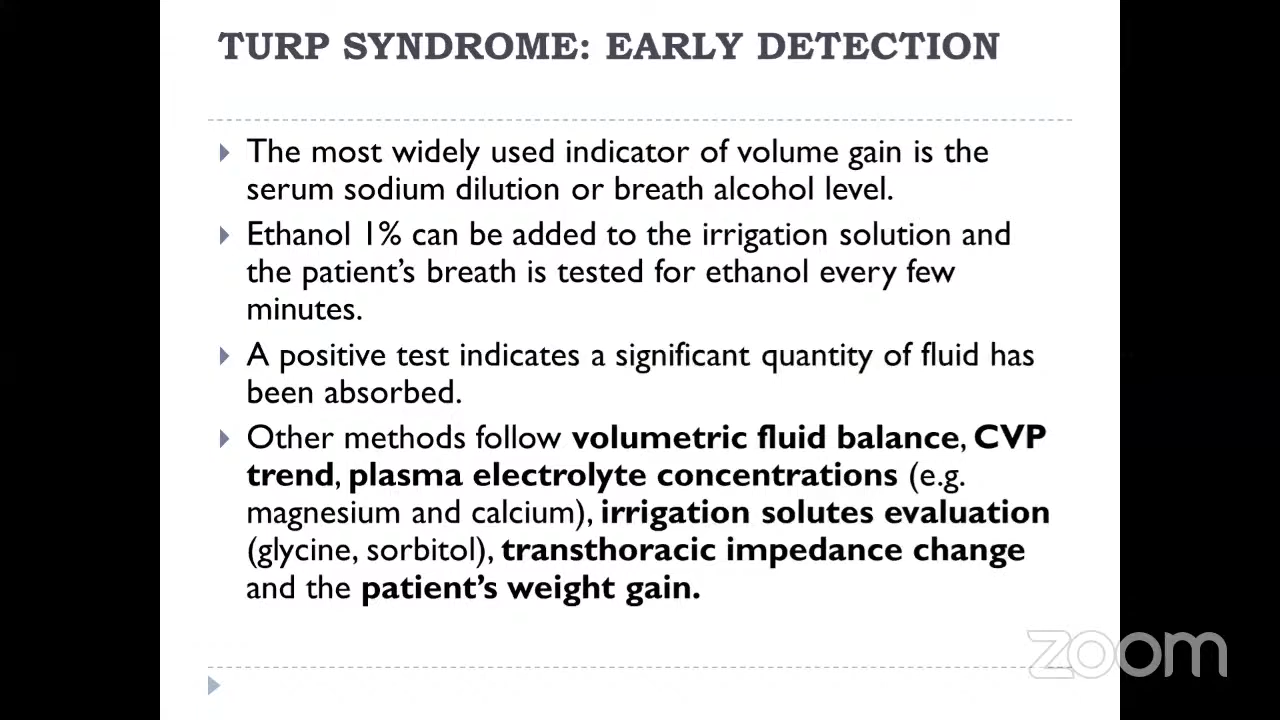 TURP SYNDROME: EARLY DETECTION
The most widely used indicator of volume gain is the
serum sodium dilution or breath alcohol level.
Ethanol 1% can be added to the irrigation solution and
the patient’s breath is tested for ethanol every few
minutes.
A positive test indicates a significant quantity of fluid has
been absorbed.
Other methods follow volumetric fluid balance, CVP
trend, plasma electrolyte concentrations (e.g.
magnesium and calcium), irrigation solutes evaluation
(glycine, sorbitol), transthoracic impedance change
and the patient’s weight gain.
zoom